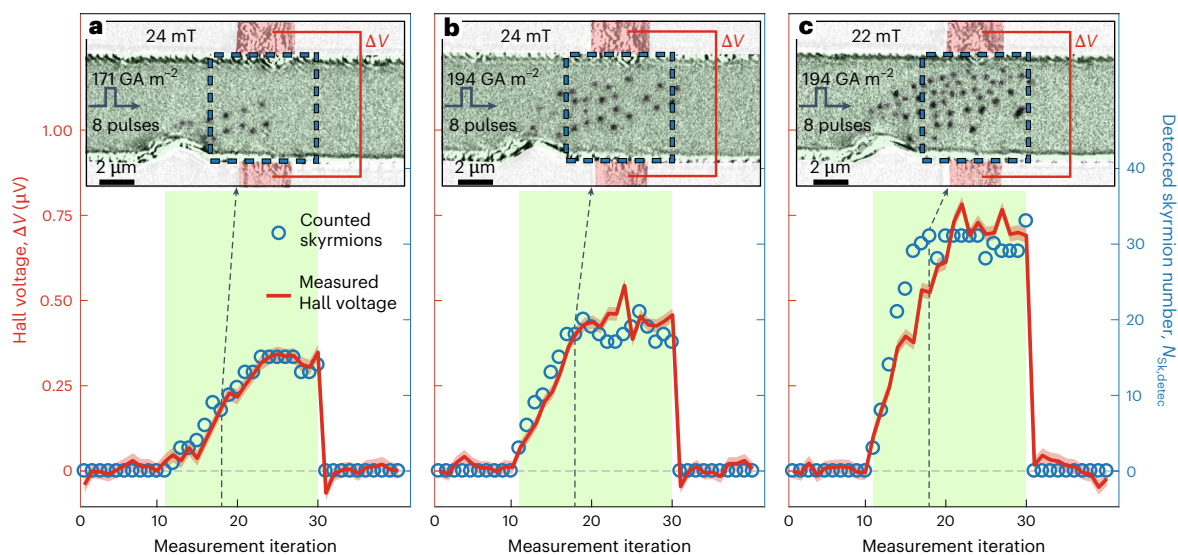 a
24 mT
ΔV
171 GA m⁻²
8 pulses
2 μm
b
24 mT
ΔV
194 GA m⁻²
8 pulses
2 μm
c
22 mT
ΔV
194 GA m⁻²
8 pulses
2 μm
Hall voltage, ΔV (μV)
1.00
0.75
0.50
0.25
0
Counted
skyrmions
Measured
Hall voltage
Detected skyrmion number, N_Sk,detec
40
30
20
10
0
0 10 20 30
0 10 20 30
0 10 20 30
Measurement iteration
Measurement iteration
Measurement iteration